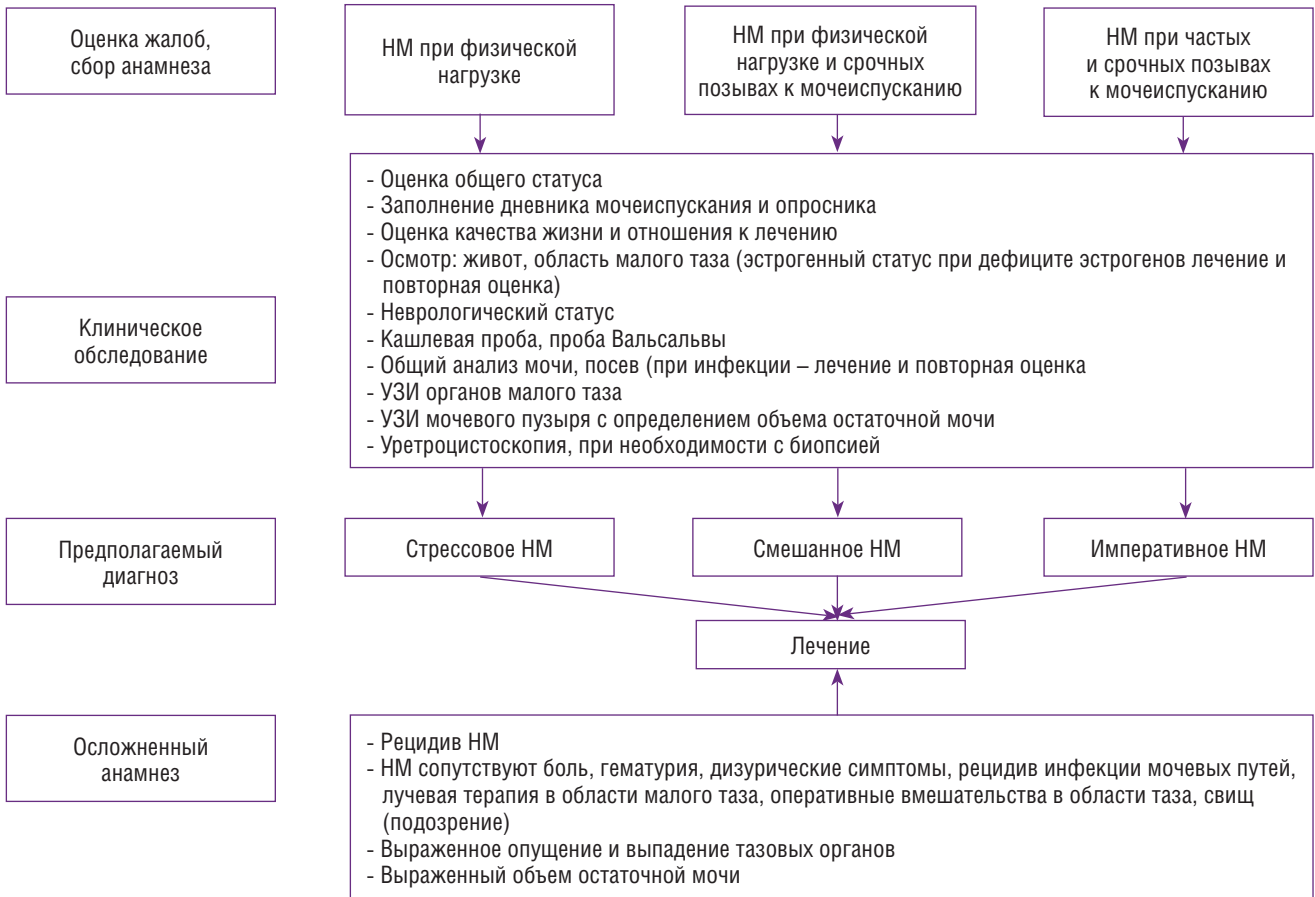 Оценка жалоб,
сбор анамнеза
НМ при физической
нагрузке
НМ при физической
нагрузке и срочных
позывах к мочеиспусканию
НМ при частых
и срочных позывах
к мочеиспусканию
Клиническое
обследование
- Оценка общего статуса
- Заполнение дневника мочеиспускания и опросника
- Оценка качества жизни и отношения к лечению
- Осмотр: живот, область малого таза (эстрогенный статус при дефиците эстрогенов лечение и
повторная оценка)
- Неврологический статус
- Кашлевая проба, проба Вальсальвы
- Общий анализ мочи, посев (при инфекции – лечение и повторная оценка
- УЗИ органов малого таза
- УЗИ мочевого пузыря с определением объема остаточной мочи
- Уретроцистоскопия, при необходимости с биопсией
Предполагаемый
диагноз
Стрессовое НМ
Смешанное НМ
Императивное НМ
Лечение
Осложненный
анамнез
- Рецидив НМ
- НМ сопутствуют боль, гематурия, дизурические симптомы, рецидив инфекции мочевых путей,
лучевая терапия в области малого таза, оперативные вмешательства в области таза, свищ
(подозрение)
- Выраженное опущение и выпадение тазовых органов
- Выраженный объем остаточной мочи